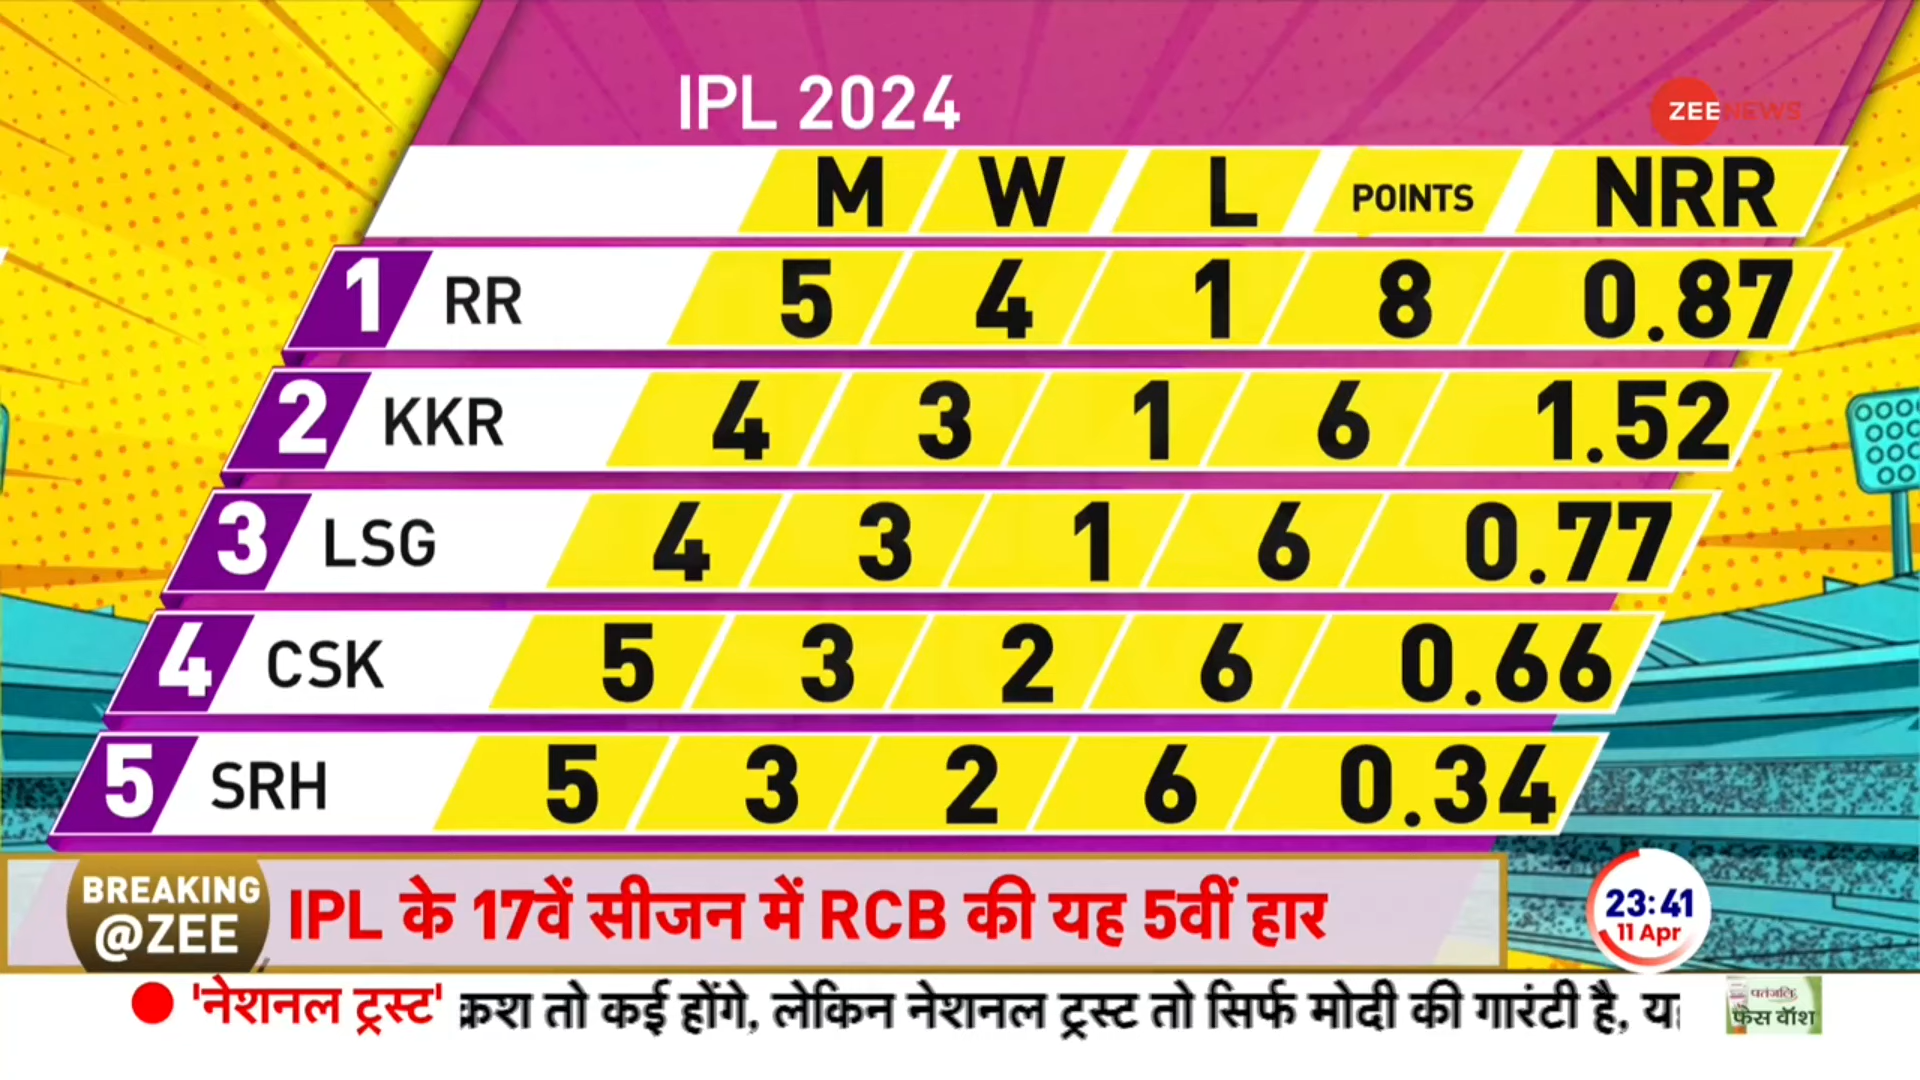 IPL 2024
ZEE NEWS
M W L POINTS NRR
1 RR 5 4 1 8 0.87
2 KKR 4 3 1 6 1.52
3 LSG 4 3 1 6 0.77
4 CSK 5 3 2 6 0.66
5 SRH 5 3 2 6 0.34
BREAKING
@ZEE
IPL के 17वें सीजन में RCB की यह 5वीं हार
23:41
11 Apr
'नेशनल ट्रस्ट' क्रश तो कई होंगे, लेकिन नेशनल ट्रस्ट तो सिर्फ मोदी की गारंटी है,
पतंजलि
फेस वॉश